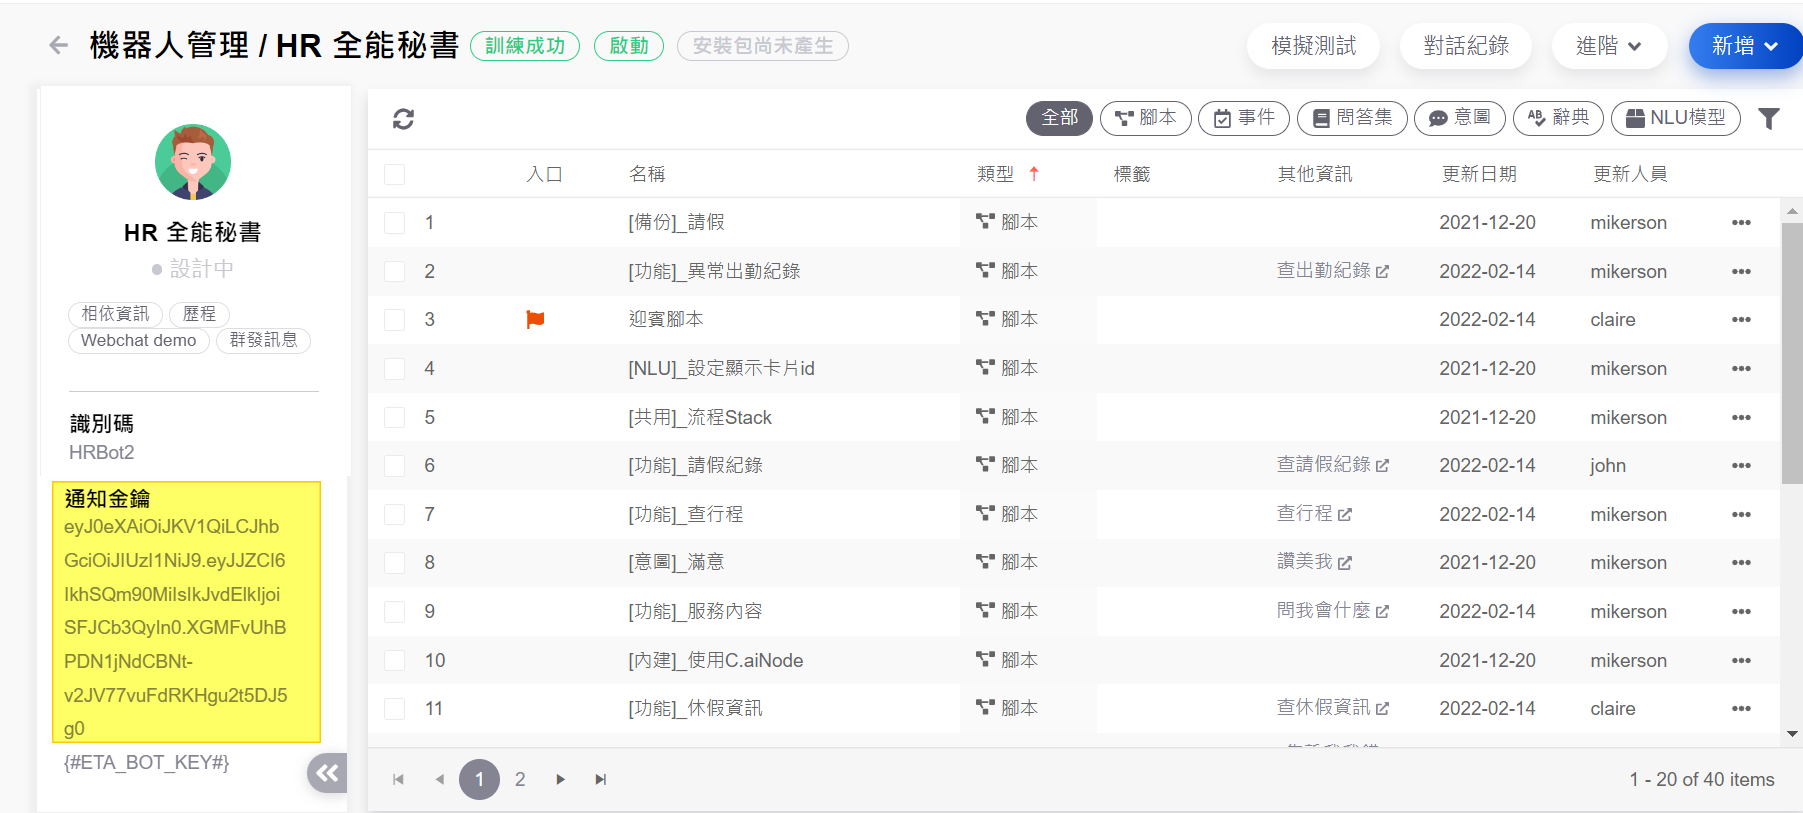 機器人管理 / HR 全能秘書 訓練成功 啟動 安裝包尚未產生 模擬測試 對話紀錄 進階 新增
HR 全能秘書
設計中
相依資訊 歷程
Webchat demo 群發訊息
識別碼
HRBot2
通知金鑰
eyJ0eXAiOiJKV1QiLCJhb
GciOiJIUzI1NiJ9.eyJJZCI6
IkhSQm90MiIsIkJvdElkIjoi
SFJCb3QyIn0.XGMFvUhB
PDN1jNdCBNt-
v2JV77vuFdRKHgu2t5DJ5
g0
{#ETA_BOT_KEY#}
全部 腳本 事件 問答集 意圖 辭典 NLU模型
入口 名稱 類型 標籤 其他資訊 更新日期 更新人員
1 [備份]_請假 腳本 2021-12-20 mikerson
2 [功能]_異常出勤紀錄 腳本 查出勤紀錄 2022-02-14 mikerson
3 迎賓腳本 腳本 2022-02-14 claire
4 [NLU]_設定顯示卡片id 腳本 2021-12-20 mikerson
5 [共用]_流程Stack 腳本 2021-12-20 mikerson
6 [功能]_請假紀錄 腳本 查請假紀錄 2022-02-14 john
7 [功能]_查行程 腳本 查行程 2022-02-14 mikerson
8 [意圖]_滿意 腳本 讚美我 2021-12-20 mikerson
9 [功能]_服務內容 腳本 問我會什麼 2022-02-14 mikerson
10 [內建]_使用C.aiNode 腳本 2021-12-20 mikerson
11 [功能]_休假資訊 腳本 查休假資訊 2022-02-14 claire
1 2 1 - 20 of 40 items